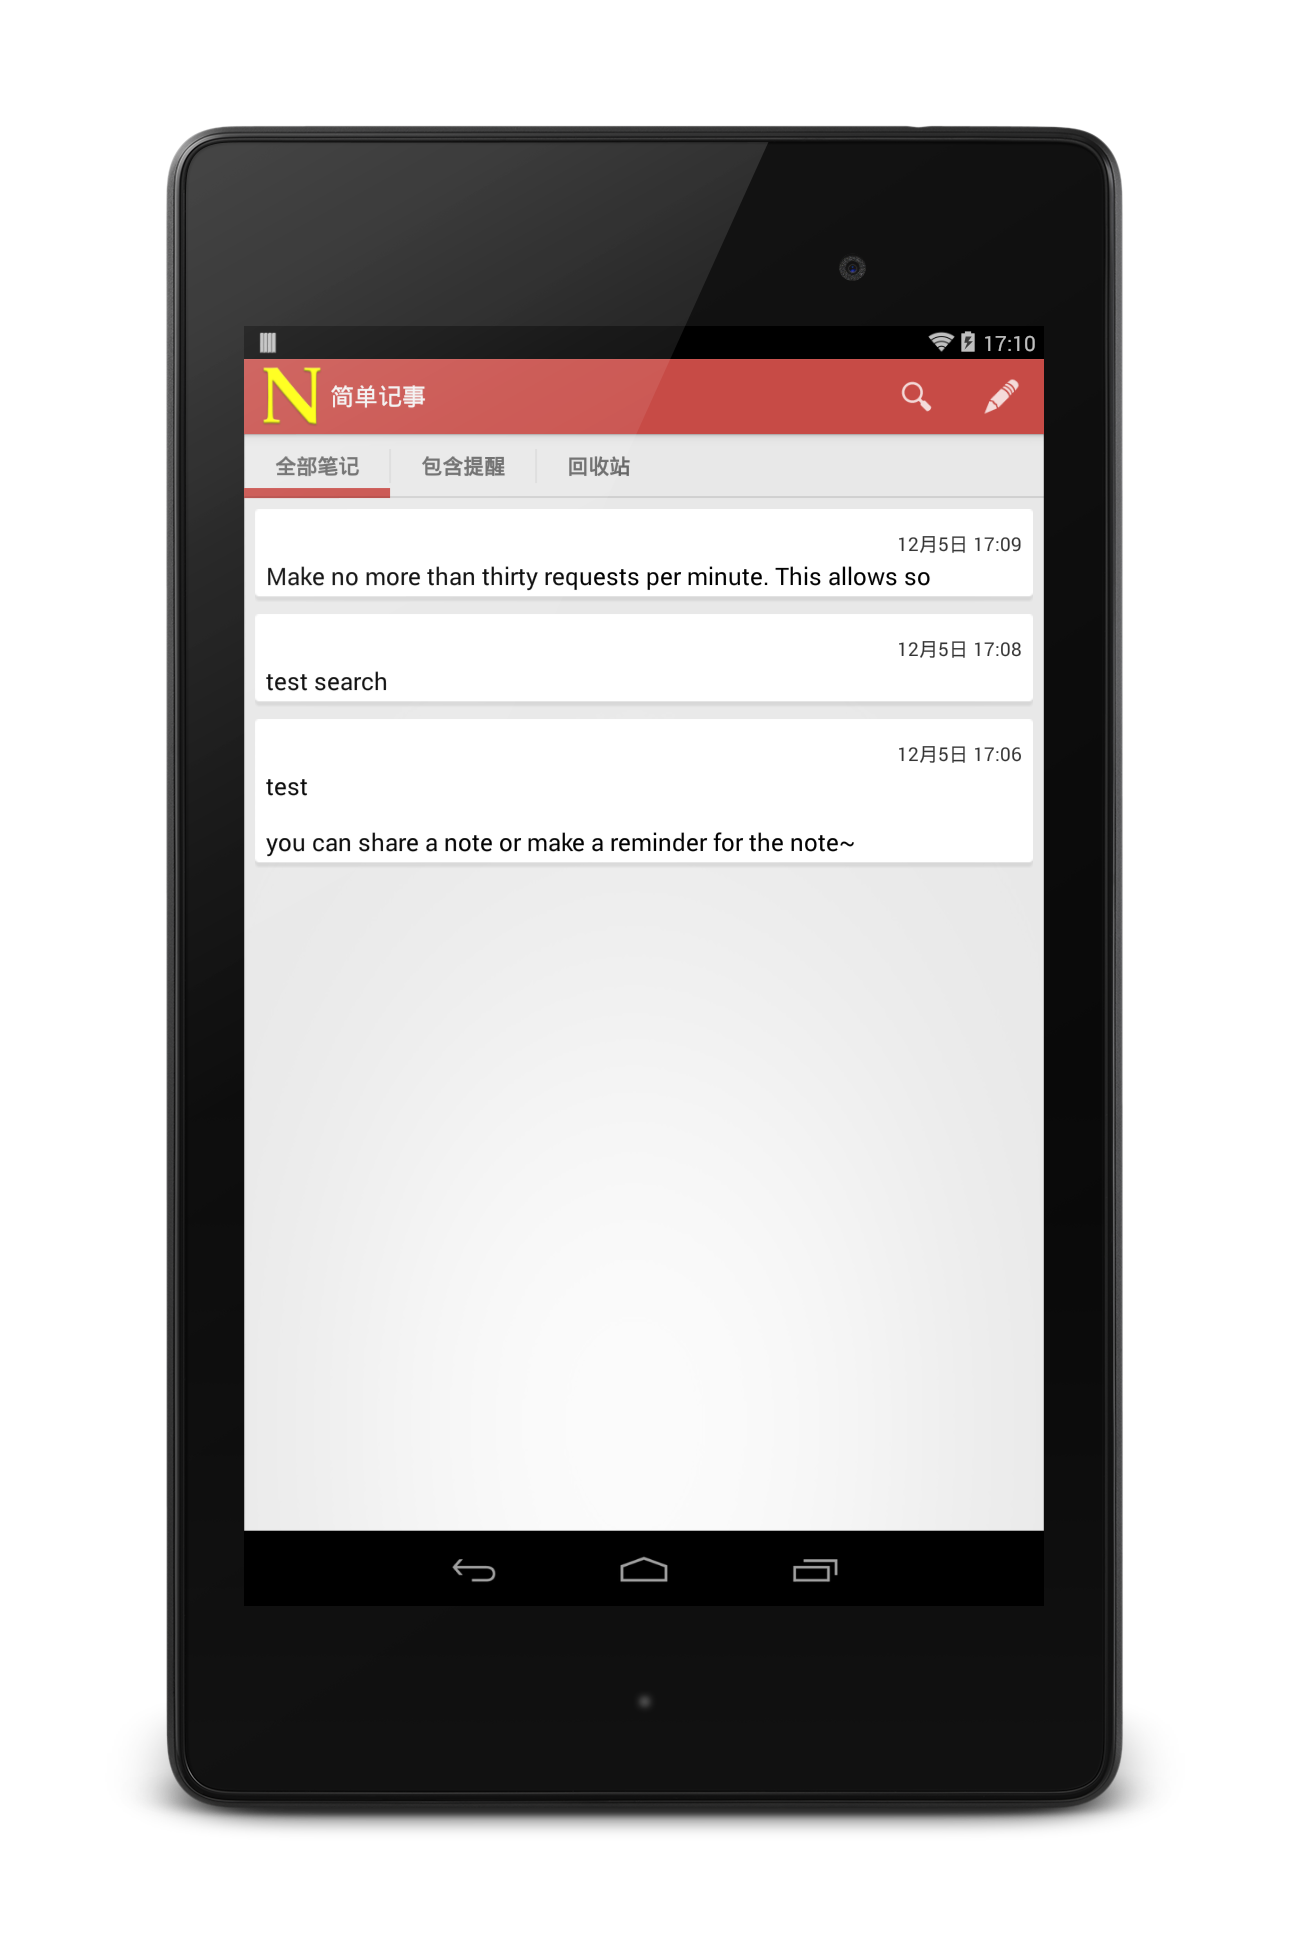 17:10
N 简单记事
全部笔记 包含提醒 回收站
12月5日 17:09
Make no more than thirty requests per minute. This allows so
12月5日 17:08
test search
12月5日 17:06
test
you can share a note or make a reminder for the note~